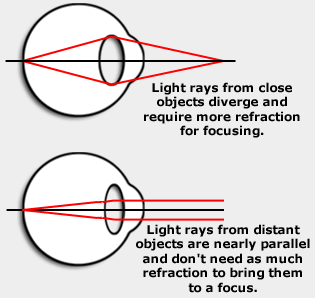 Light rays from close
objects diverge and
require more refraction
for focusing.
Light rays from distant
objects are nearly parallel
and don't need as much
refraction to bring them
to a focus.